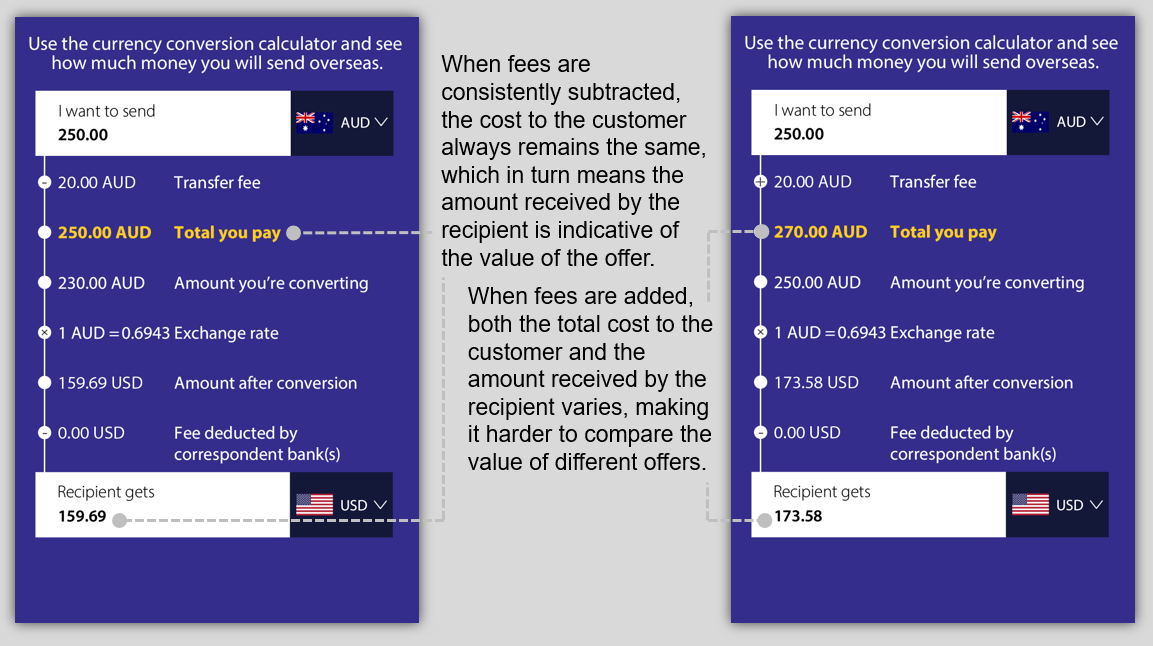 Use the currency conversion calculator and see
how much money you will send overseas.
I want to send
250.00
AUD
20.00 AUD Transfer fee
250.00 AUD Total you pay
230.00 AUD Amount you're converting
1 AUD = 0.6943 Exchange rate
159.69 USD Amount after conversion
0.00 USD Fee deducted by
correspondent bank(s)
Recipient gets
159.69
USD
When fees are
consistently subtracted,
the cost to the customer
always remains the same,
which in turn means the
amount received by the
recipient is indicative of
the value of the offer.
When fees are added,
both the total cost to the
customer and the
amount received by the
recipient varies, making
it harder to compare the
value of different offers.
Use the currency conversion calculator and see
how much money you will send overseas.
I want to send
250.00
AUD
20.00 AUD Transfer fee
270.00 AUD Total you pay
250.00 AUD Amount you're converting
1 AUD = 0.6943 Exchange rate
173.58 USD Amount after conversion
0.00 USD Fee deducted by
correspondent bank(s)
Recipient gets
173.58
USD